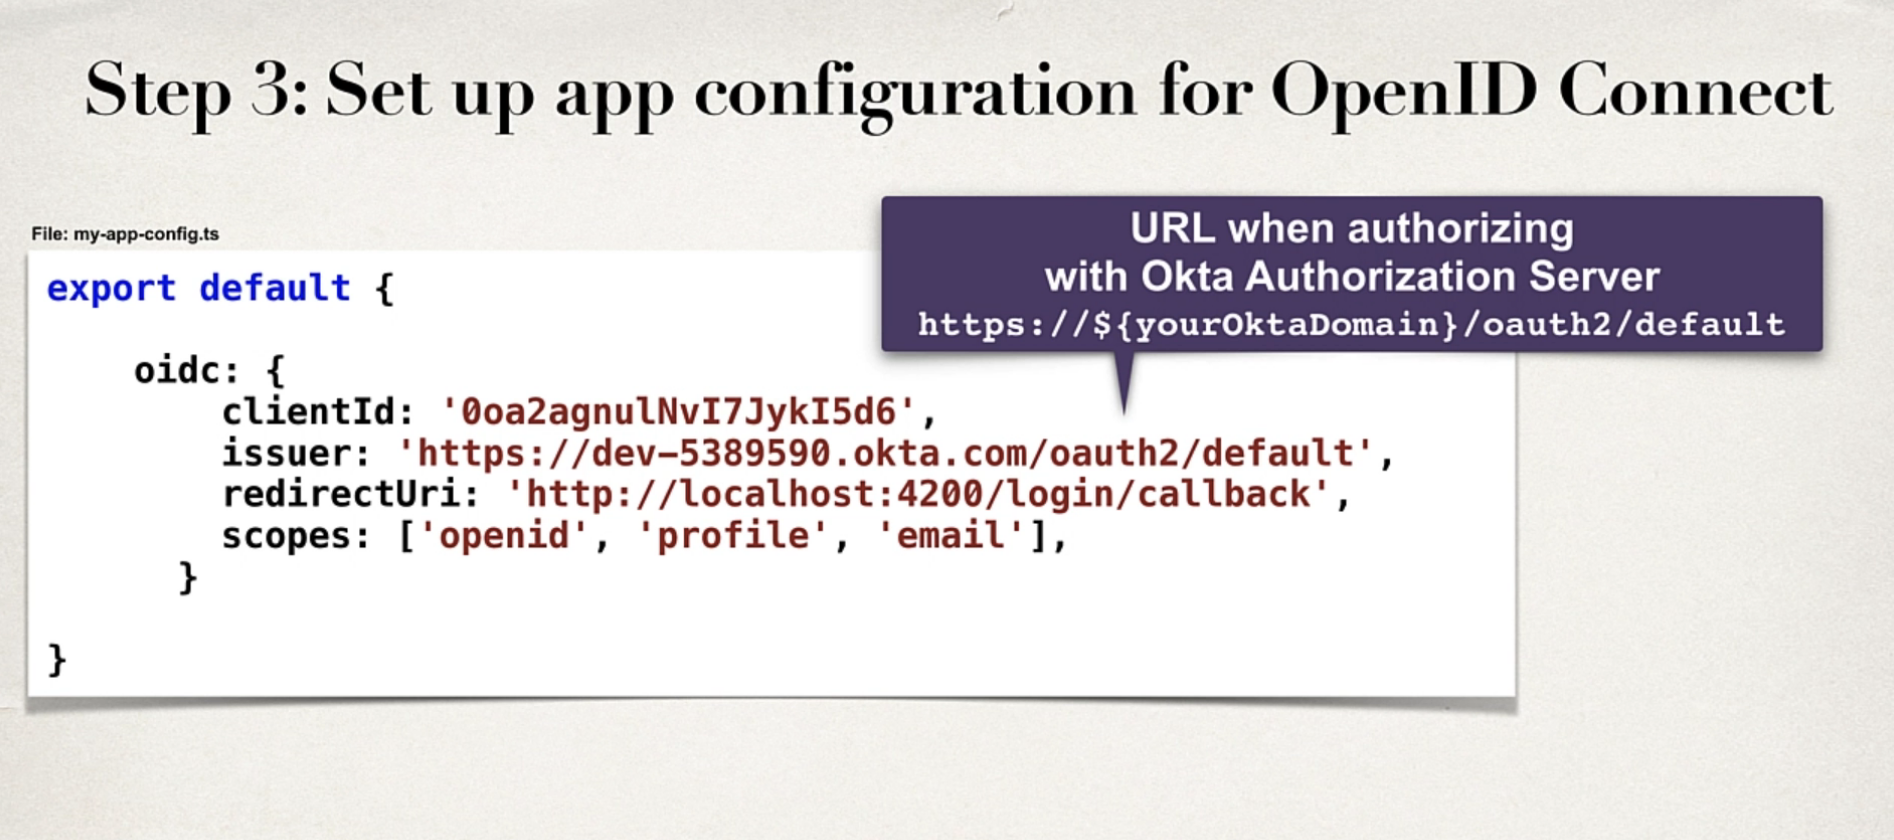 Step 3: Set up app configuration for OpenID Connect
URL when authorizing
with Okta Authorization Server
https://${yourOktaDomain}/oauth2/default
File: my-app-config.ts
export default {
oidc: {
clientId: '0oa2agnulNvI7JykI5d6',
issuer: 'https://dev-5389590.okta.com/oauth2/default',
redirectUri: 'http://localhost:4200/login/callback',
scopes: ['openid', 'profile', 'email'],
}
}